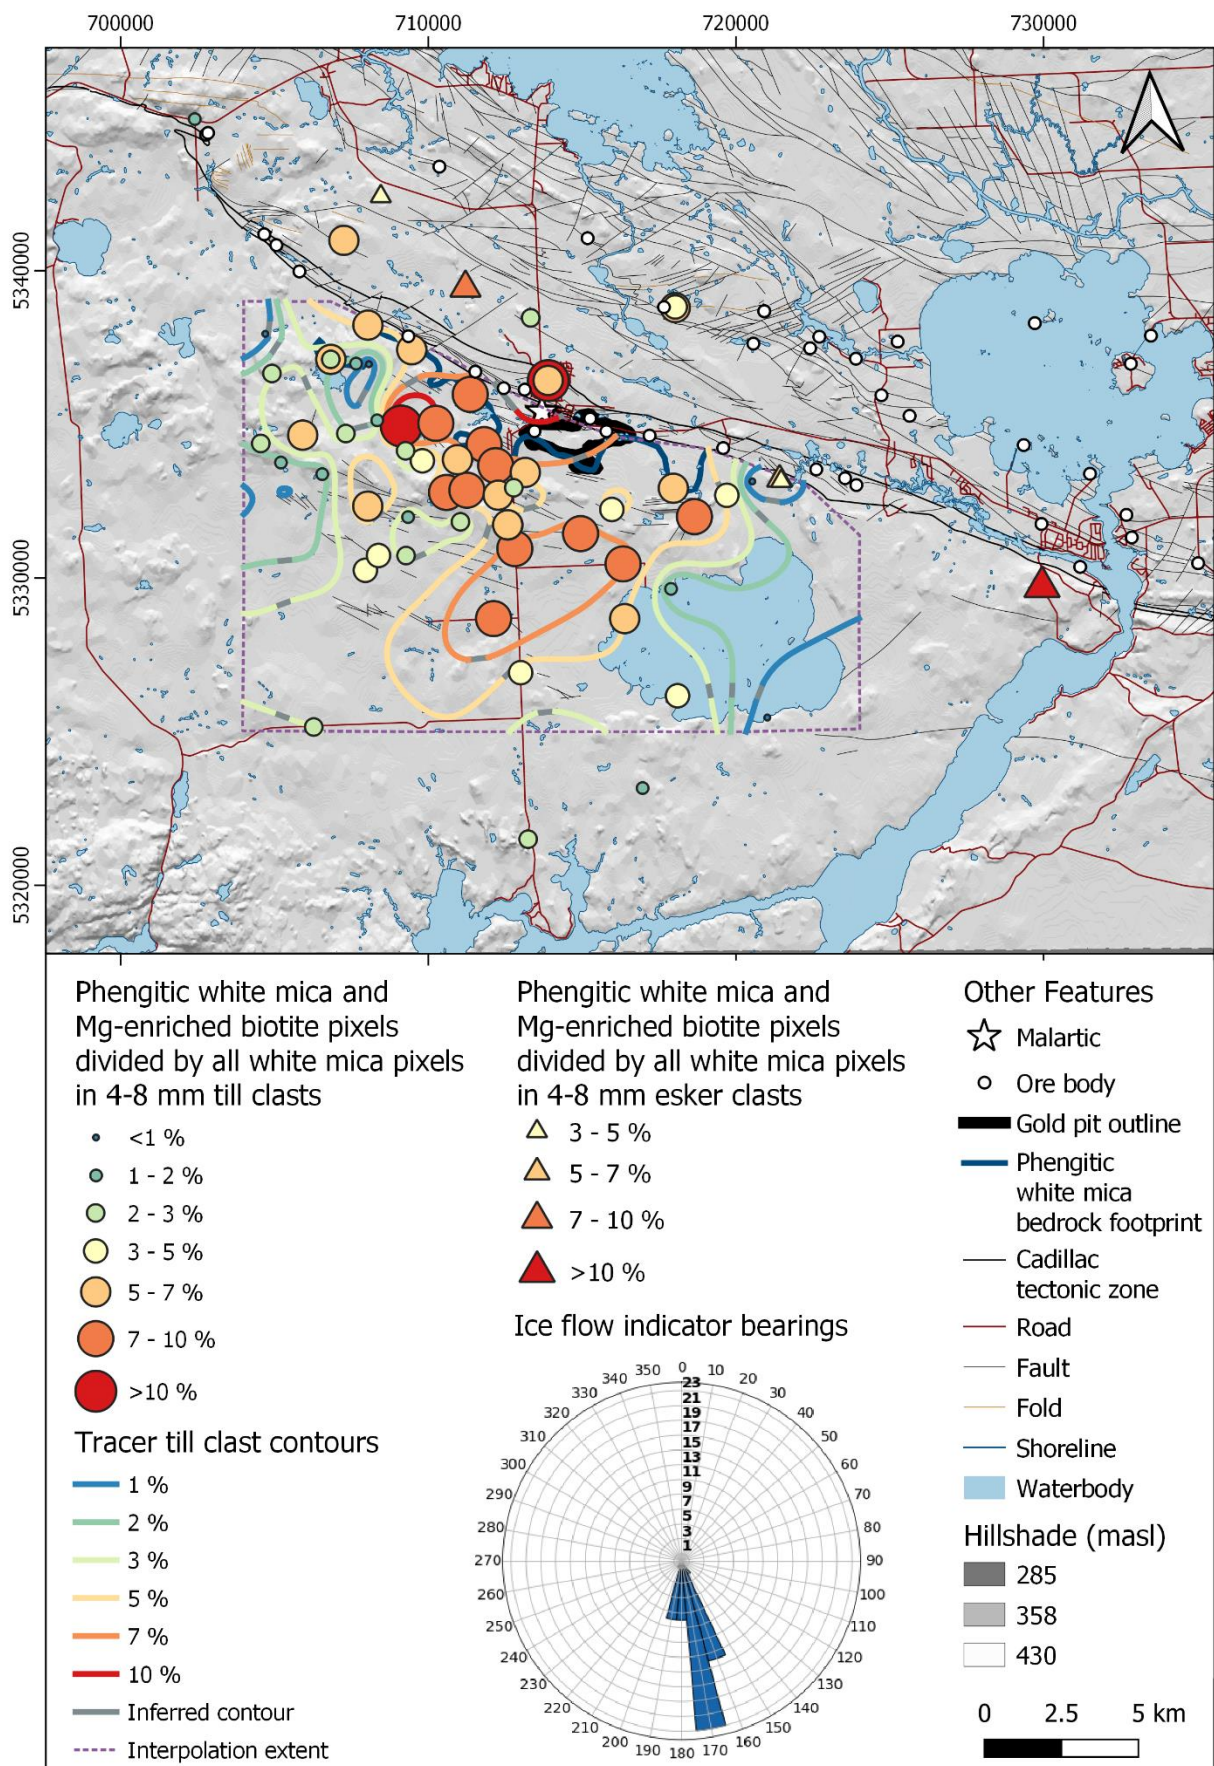 700000
710000
720000
730000
5340000
5330000
5320000
Phengitic white mica and
Mg-enriched biotite pixels
divided by all white mica pixels
in 4-8 mm till clasts
<1 %
1 - 2 %
2 - 3 %
3 - 5 %
5 - 7 %
7 - 10 %
>10 %
Tracer till clast contours
1 %
2 %
3 %
5 %
7 %
10 %
Inferred contour
Interpolation extent
Phengitic white mica and
Mg-enriched biotite pixels
divided by all white mica pixels
in 4-8 mm esker clasts
3 - 5 %
5 - 7 %
7 - 10 %
>10 %
Ice flow indicator bearings
0
10
20
30
40
50
60
70
80
90
100
110
120
130
140
150
160
170
180
190
200
210
220
230
240
250
260
270
280
290
300
310
320
330
340
350
23
21
19
17
15
13
11
9
7
5
3
1
Other Features
Malartic
Ore body
Gold pit outline
Phengitic
white mica
bedrock footprint
Cadillac
tectonic zone
Road
Fault
Fold
Shoreline
Waterbody
Hillshade (masl)
285
358
430
0 2.5 5 km